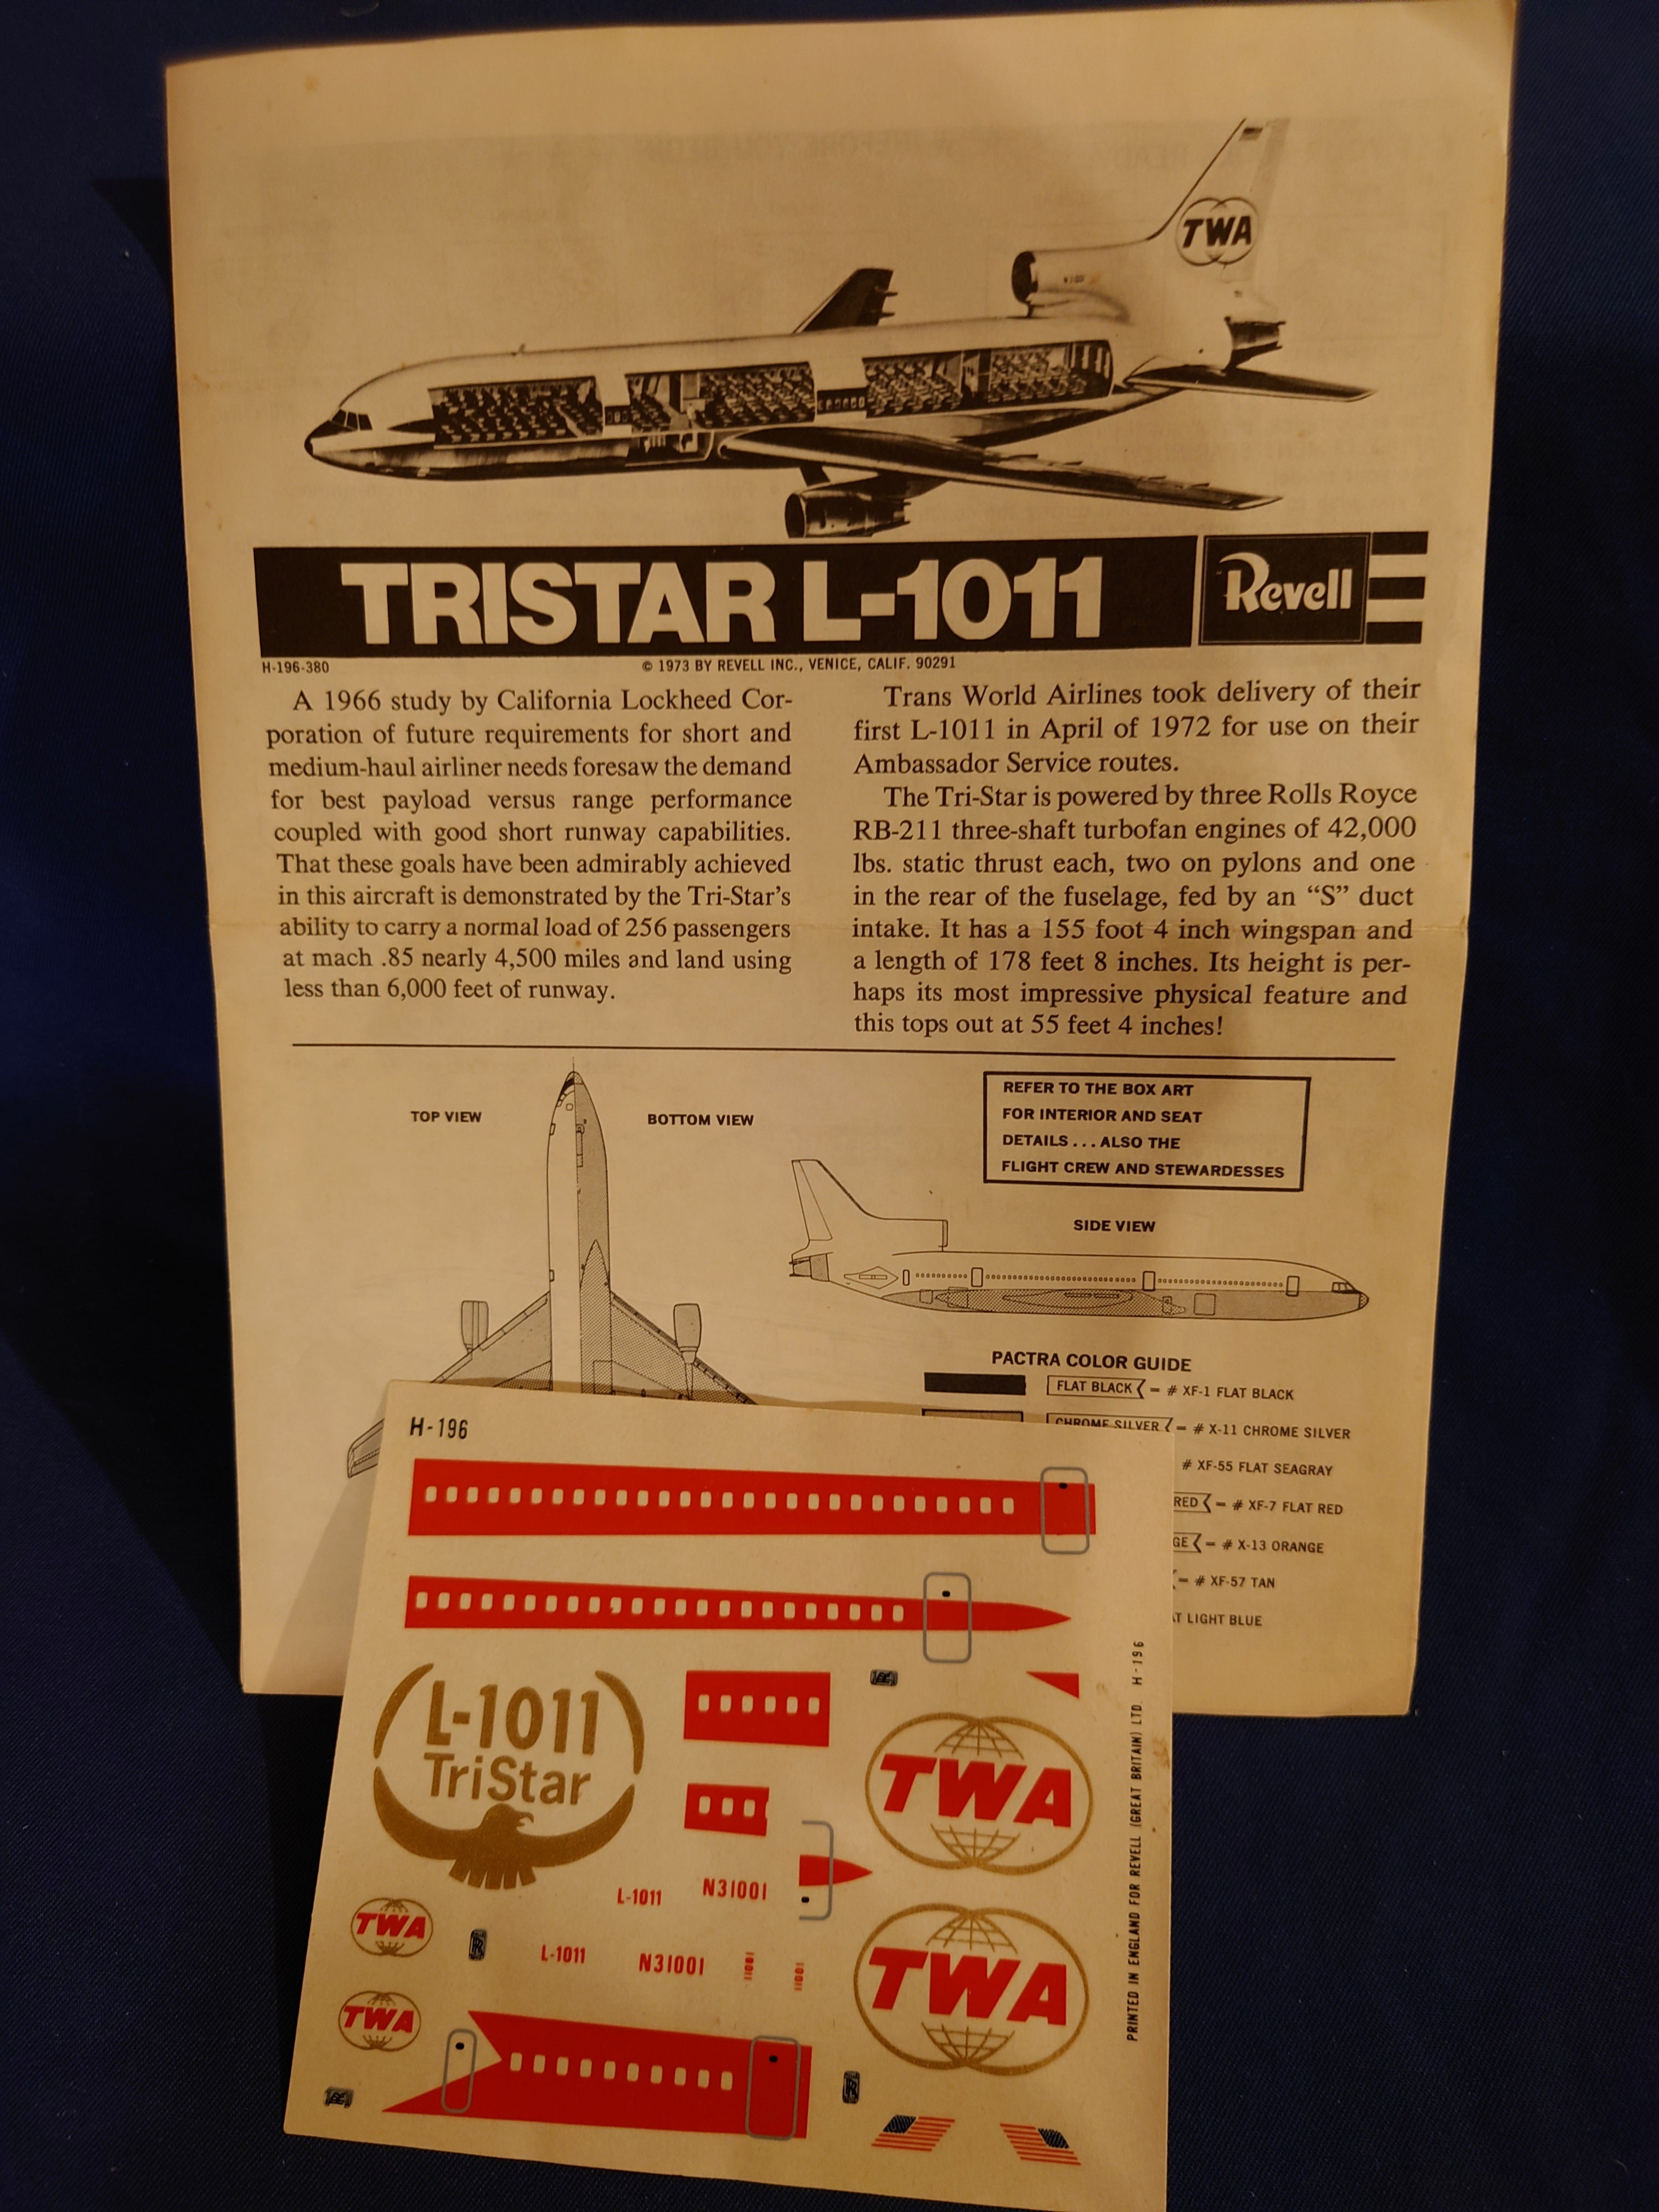 TWA
TRISTAR L-1011
Revell
H-196-380
© 1973 BY REVELL INC., VENICE, CALIF. 90291
A 1966 study by California Lockheed Cor-
poration of future requirements for short and
medium-haul airliner needs foresaw the demand
for best payload versus range performance
coupled with good short runway capabilities.
That these goals have been admirably achieved
in this aircraft is demonstrated by the Tri-Star's
ability to carry a normal load of 256 passengers
at mach .85 nearly 4,500 miles and land using
less than 6,000 feet of runway.
Trans World Airlines took delivery of their
first L-1011 in April of 1972 for use on their
Ambassador Service routes.
The Tri-Star is powered by three Rolls Royce
RB-211 three-shaft turbofan engines of 42,000
lbs. static thrust each, two on pylons and one
in the rear of the fuselage, fed by an “S” duct
intake. It has a 155 foot 4 inch wingspan and
a length of 178 feet 8 inches. Its height is per-
haps its most impressive physical feature and
this tops out at 55 feet 4 inches!
TOP VIEW
BOTTOM VIEW
REFER TO THE BOX ART
FOR INTERIOR AND SEAT
DETAILS . . . ALSO THE
FLIGHT CREW AND STEWARDESSES
SIDE VIEW
PACTRA COLOR GUIDE
FLAT BLACK = # XF-1 FLAT BLACK
CHROME SILVER = # X-11 CHROME SILVER
# XF-55 FLAT SEAGRAY
RED = # XF-7 FLAT RED
GE = # X-13 ORANGE
= # XF-57 TAN
T LIGHT BLUE
H-196
L-1011
TriStar
TWA
L-1011
N31001
TWA
L-1011
N31001
11001
11001
TWA
TWA
PRINTED IN ENGLAND FOR REVELL (GREAT BRITAIN) LTD. H-196